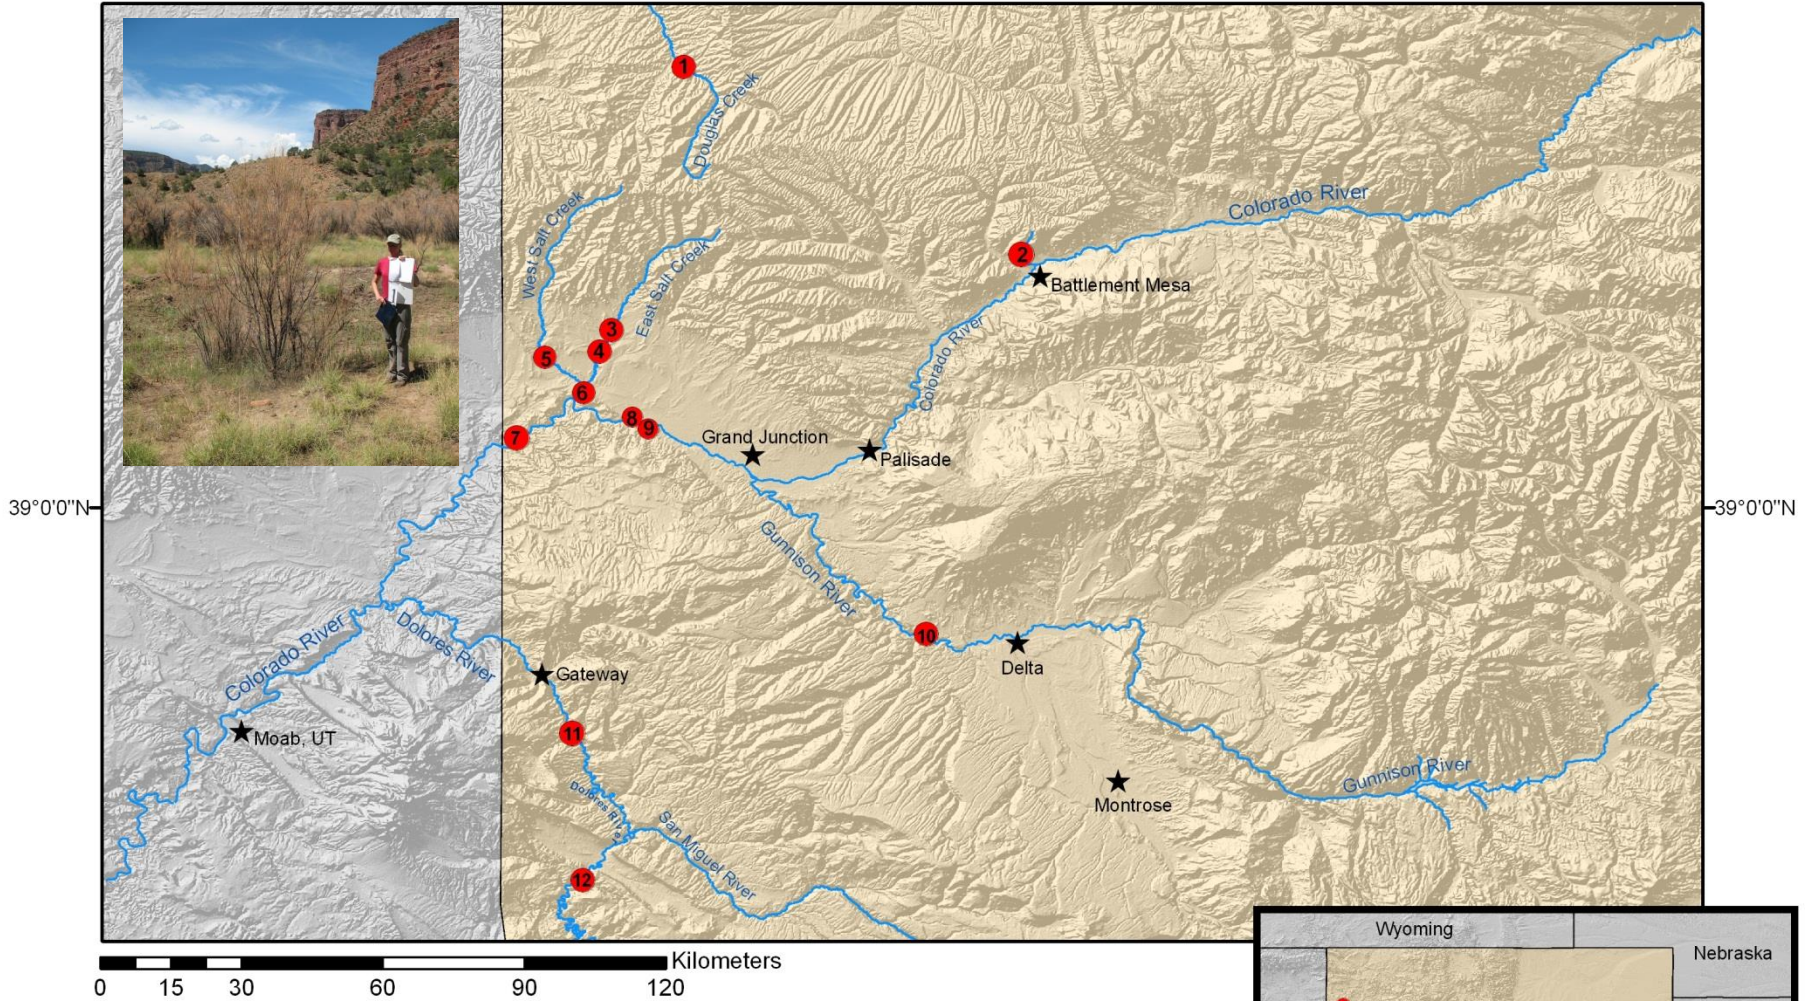 1
Douglas Creek
West Salt Creek
East Salt Creek
Colorado River
2
Battlement Mesa
3
4
5
6
Colorado River
7
8
9
Grand Junction
Palisade
39°0'0"N
39°0'0"N
Gunnison River
Colorado River
Dolores River
10
Delta
Gateway
Moab, UT
11
Dolores River
Gunnison River
Montrose
San Miguel River
12
Kilometers
0 15 30 60 90 120
Wyoming
Nebraska